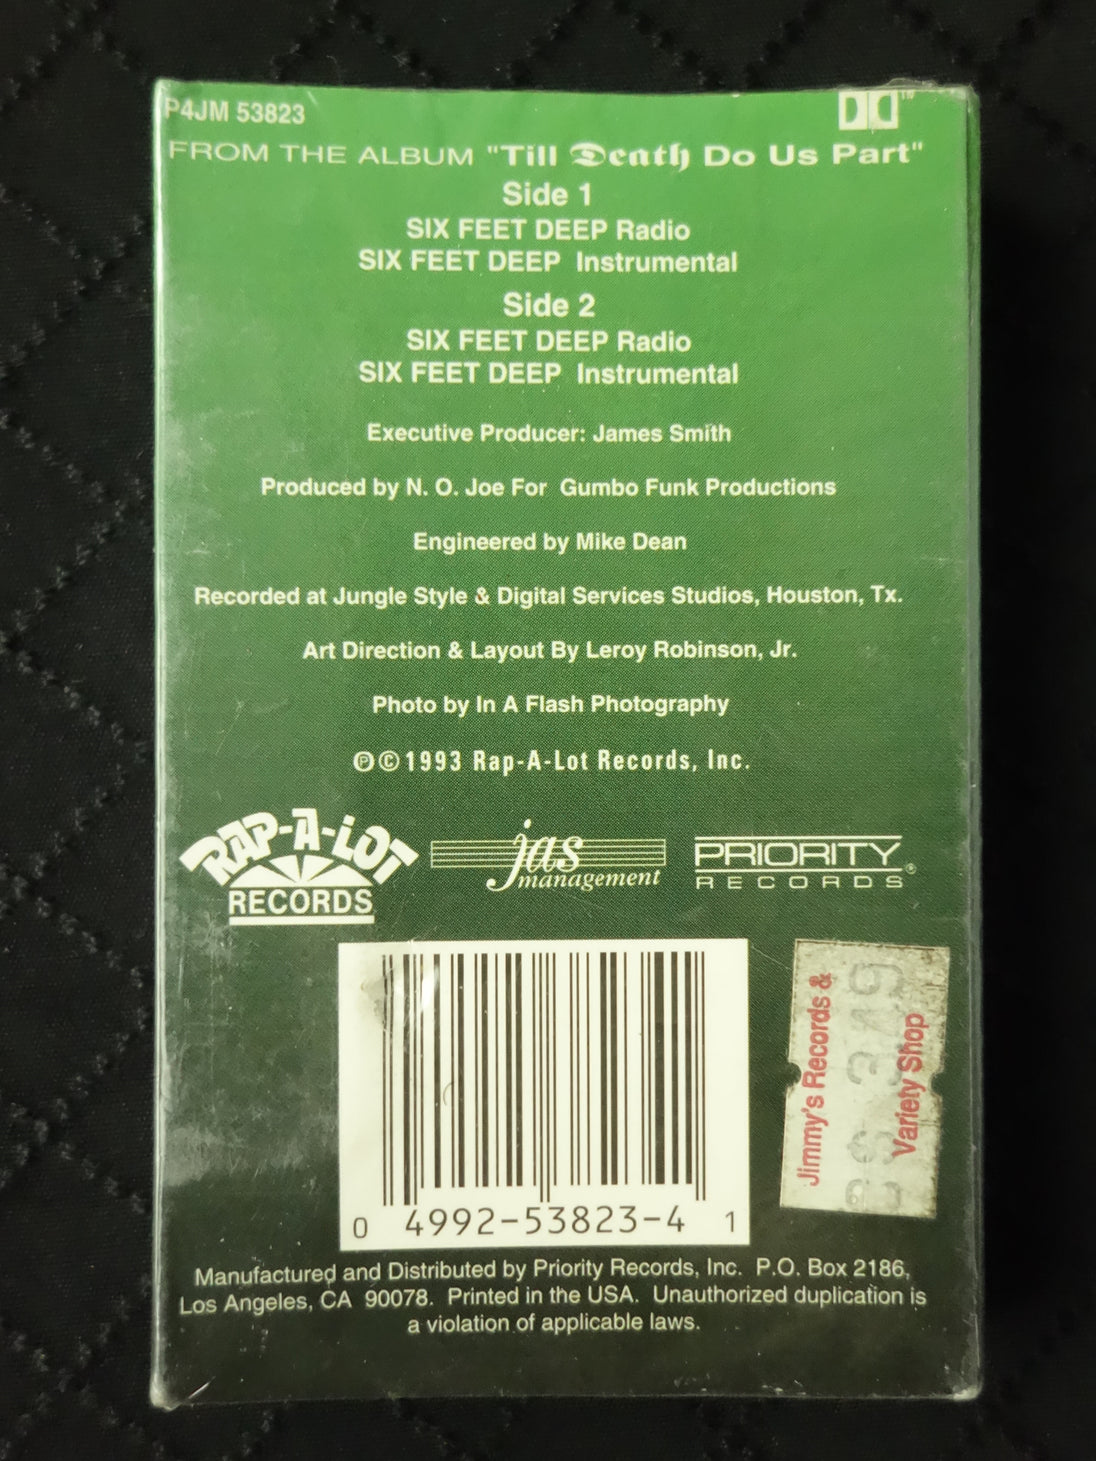 P4JM 53823
FROM THE ALBUM "Till Death Do Us Part"
Side 1
SIX FEET DEEP Radio
SIX FEET DEEP Instrumental
Side 2
SIX FEET DEEP Radio
SIX FEET DEEP Instrumental
Executive Producer: James Smith
Produced by N. O. Joe For Gumbo Funk Productions
Engineered by Mike Dean
Recorded at Jungle Style & Digital Services Studios, Houston, Tx.
Art Direction & Layout By Leroy Robinson, Jr.
Photo by In A Flash Photography
℗©1993 Rap-A-Lot Records, Inc.
RAP-A-LOT
RECORDS
jas
management
PRIORITY
RECORDS®
Jimmy's Records &
Variety Shop
0 4992-53823-4 1
Manufactured and Distributed by Priority Records, Inc. P.O. Box 2186,
Los Angeles, CA 90078. Printed in the USA. Unauthorized duplication is
a violation of applicable laws.